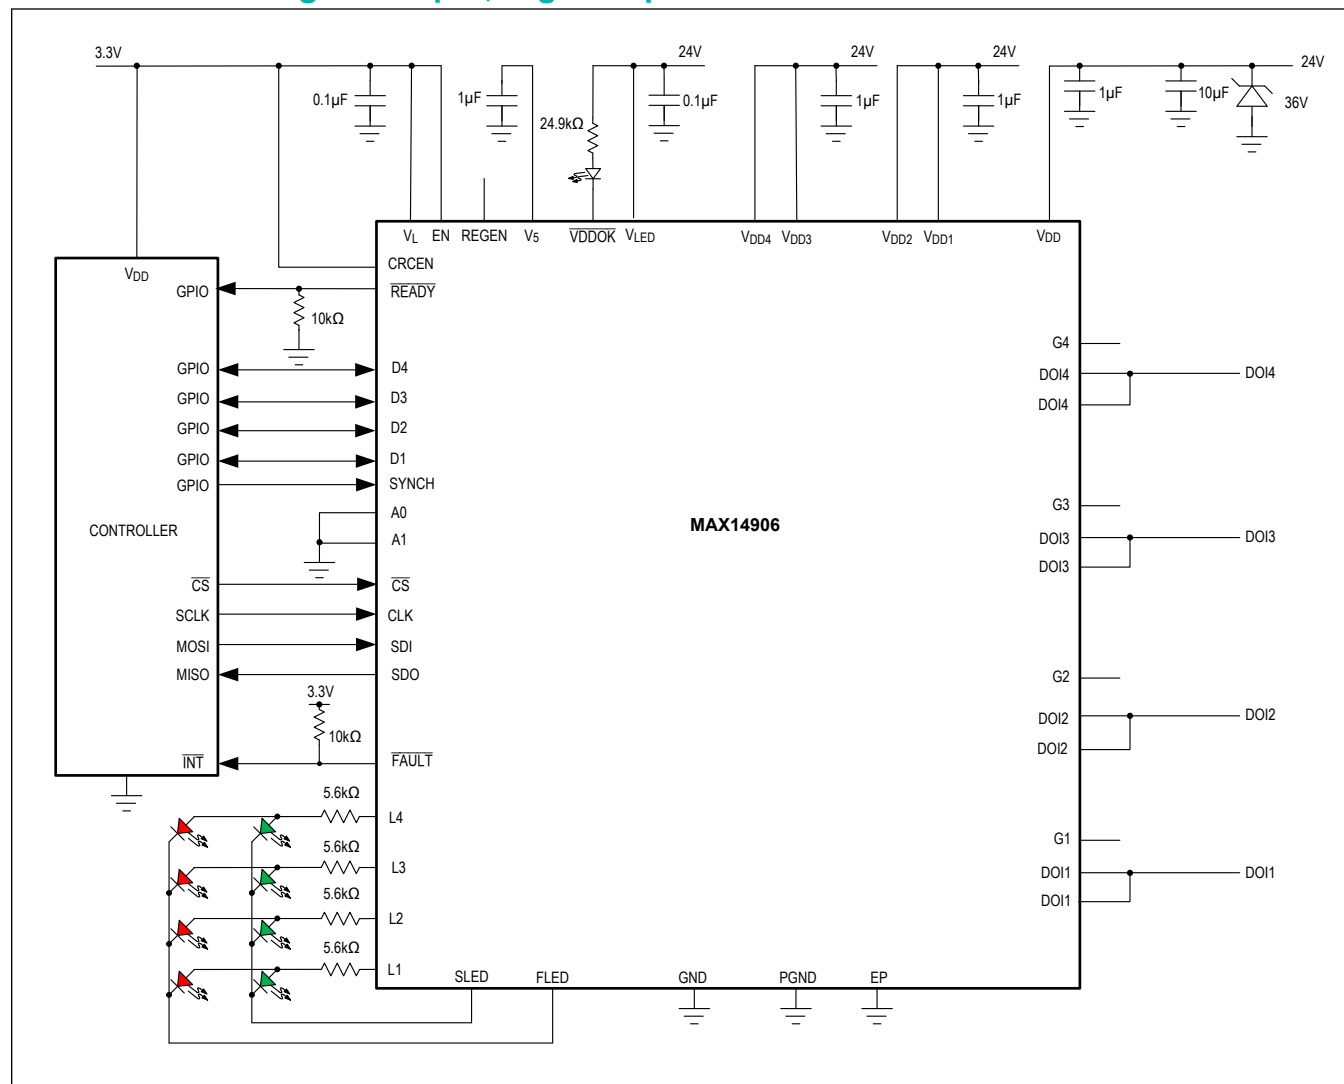 3.3V
24V
24V
24V
24V
0.1µF
1µF
0.1µF
1µF
1µF
1µF
10µF
36V
24.9kΩ
VL
EN
REGEN
V5
VDDOK
VLED
VDD4
VDD3
VDD2
VDD1
VDD
VDD
CRCEN
GPIO
READY
10kΩ
G4
GPIO
D4
DOI4
DOI4
GPIO
D3
DOI4
GPIO
D2
GPIO
D1
GPIO
SYNCH
G3
A0
MAX14906
CONTROLLER
A1
DOI3
DOI3
DOI3
CS
CS
SCLK
CLK
MOSI
SDI
MISO
SDO
G2
3.3V
10kΩ
DOI2
DOI2
DOI2
INT
FAULT
5.6kΩ
L4
G1
5.6kΩ
L3
DOI1
DOI1
5.6kΩ
DOI1
L2
5.6kΩ
L1
SLED
FLED
GND
PGND
EP